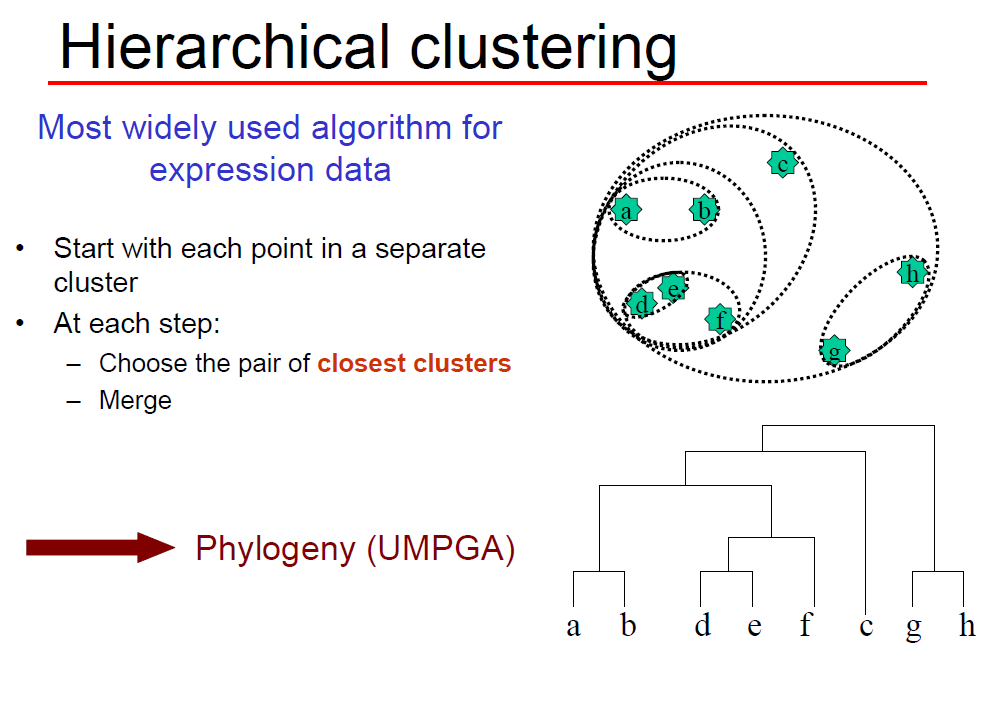 Hierarchical clustering
Most widely used algorithm for
expression data
• Start with each point in a separate
cluster
• At each step:
– Choose the pair of closest clusters
– Merge
Phylogeny (UMPGA)
c
a b
h
e
d
f
g
a b d e f c g h